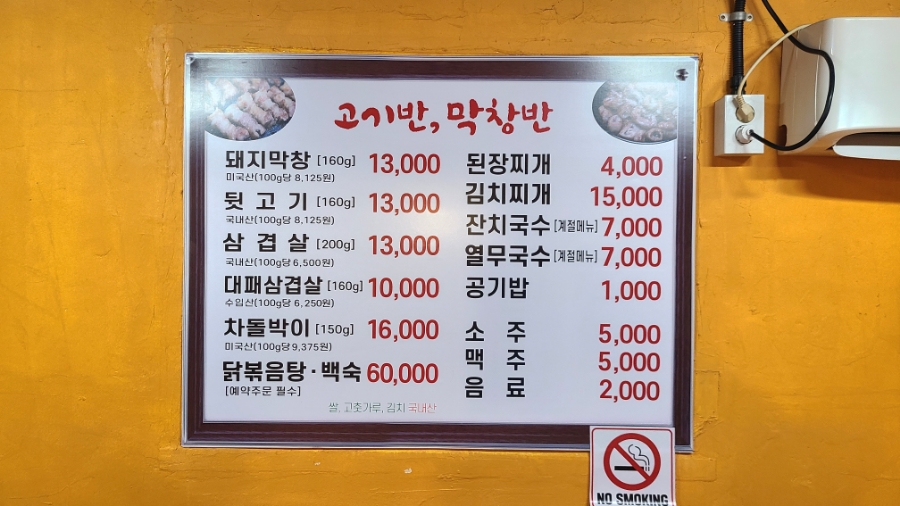 고기반, 막창반
돼지막창 [160g] 13,000
미국산(100g당 8,125원)
뒷고기 [160g] 13,000
국내산(100g당 8,125원)
삼겹살 [200g] 13,000
국내산(100g당 6,500원)
대패삼겹살 [160g] 10,000
수입산(100g당 6,250원)
차돌박이 [150g] 16,000
미국산(100g당 9,375원)
닭볶음탕·백숙 60,000
[예약주문 필수]
된장찌개 4,000
김치찌개 15,000
잔치국수 [계절메뉴] 7,000
열무국수 [계절메뉴] 7,000
공기밥 1,000
소주 5,000
맥주 5,000
음료 2,000
쌀, 고춧가루, 김치 국내산
NO SMOKING